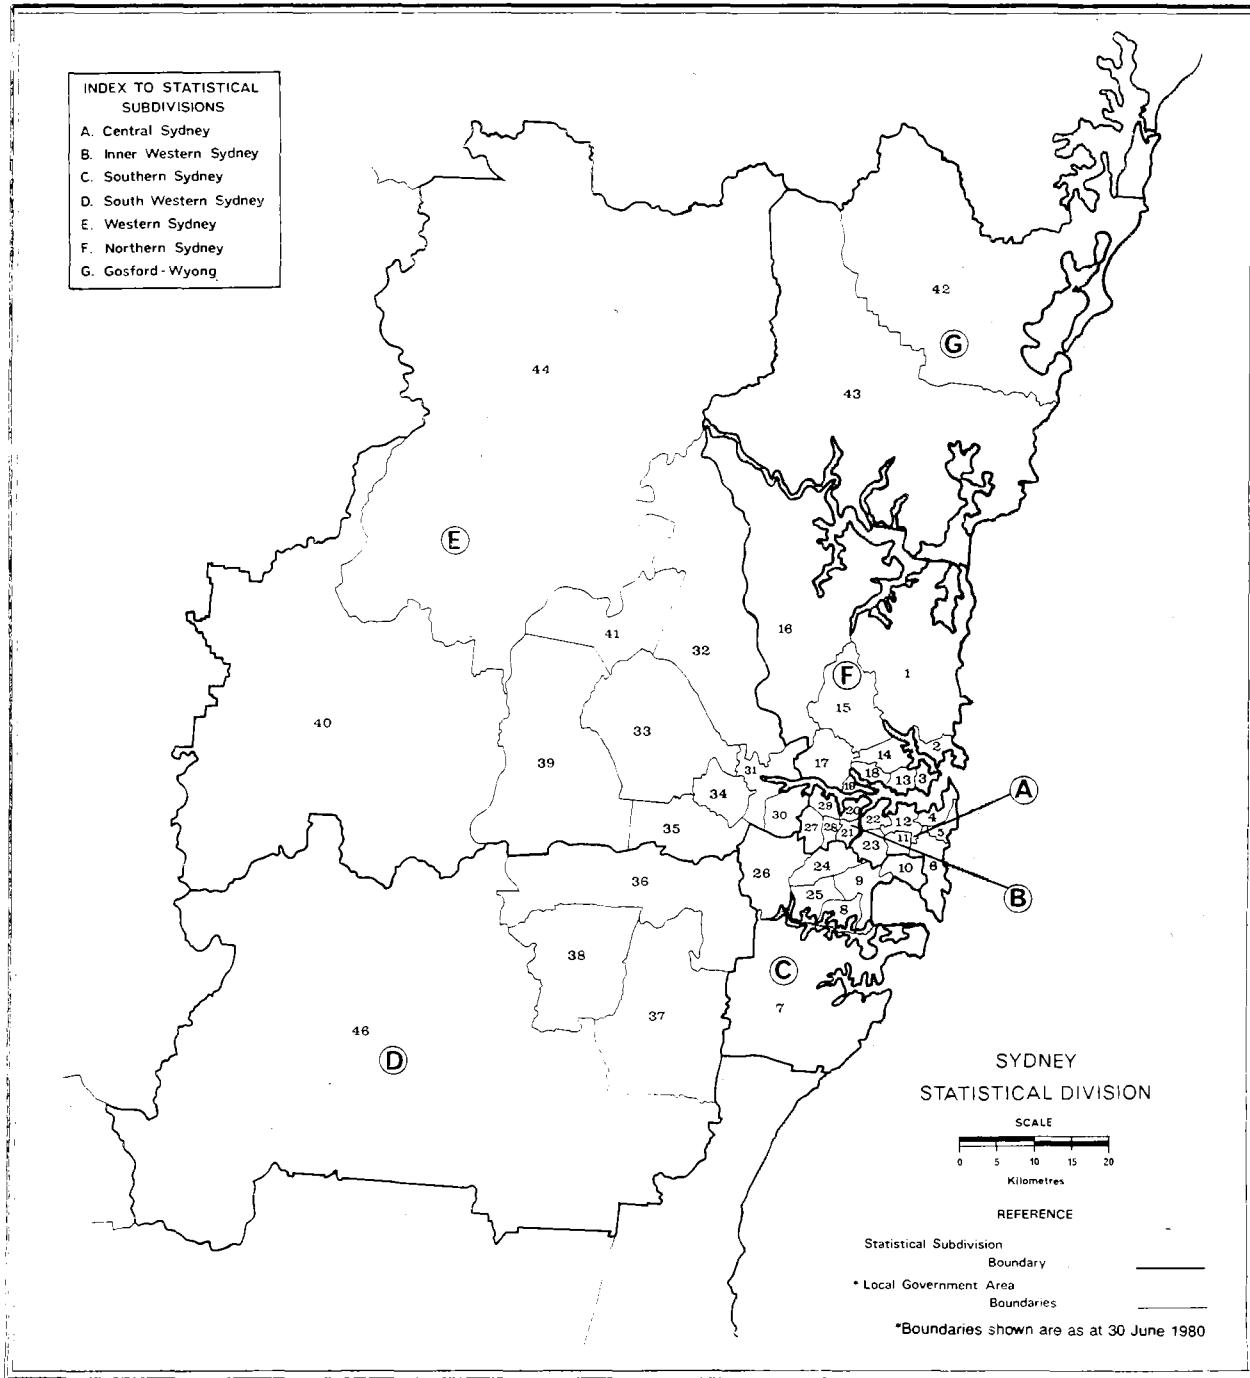 INDEX TO STATISTICAL
SUBDIVISIONS
A. Central Sydney
B. Inner Western Sydney
C. Southern Sydney
D. South Western Sydney
E. Western Sydney
F. Northern Sydney
G. Gosford - Wyong
42
G
44
43
E
16
41
32
F
1
15
40
33
39
2
14
17
31
18
13
3
19
34
A
29
20
30
22
12
4
35
27
28
21
11
5
23
26
24
10
6
36
9
25
B
8
38
C
7
37
46
D
SYDNEY
STATISTICAL DIVISION
SCALE
0 5 10 15 20
Kilometres
REFERENCE
Statistical Subdivision
Boundary
* Local Government Area
Boundaries
*Boundaries shown are as at 30 June 1980